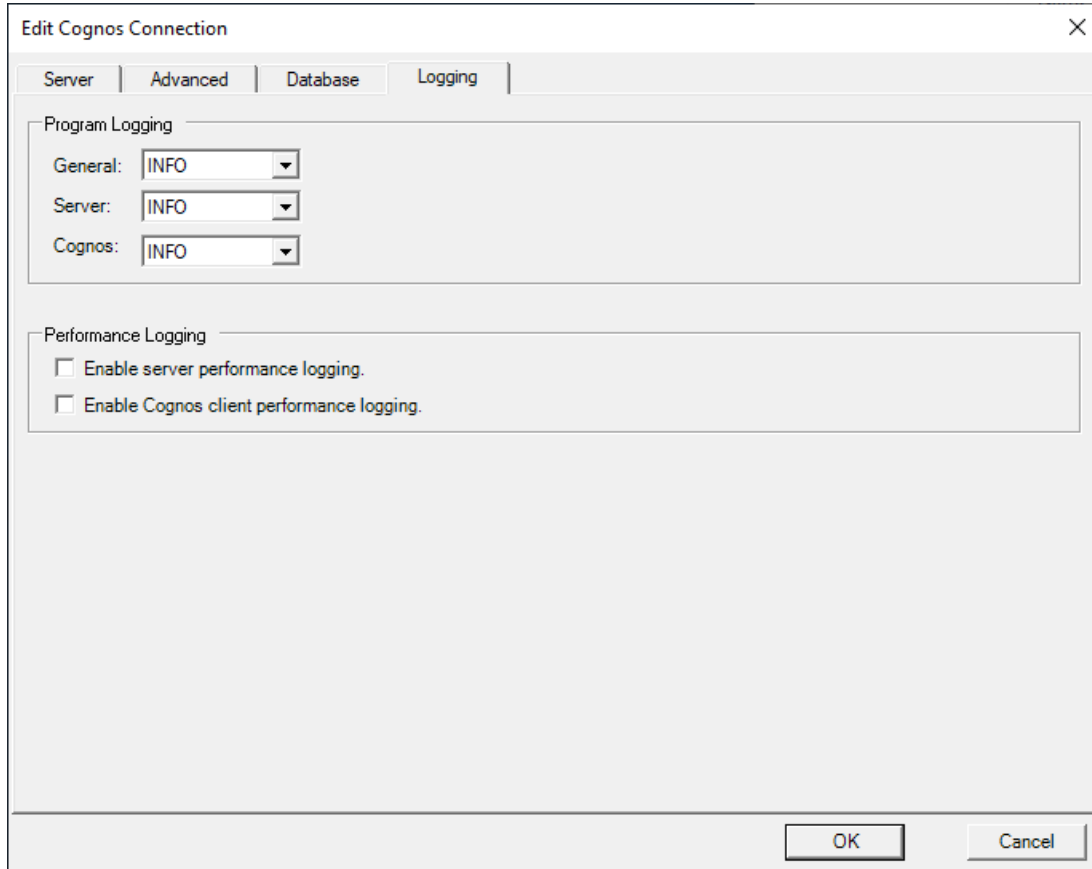 Edit Cognos Connection
Server Advanced Database Logging
Program Logging
General: INFO
Server: INFO
Cognos: INFO
Performance Logging
Enable server performance logging.
Enable Cognos client performance logging.
OK Cancel